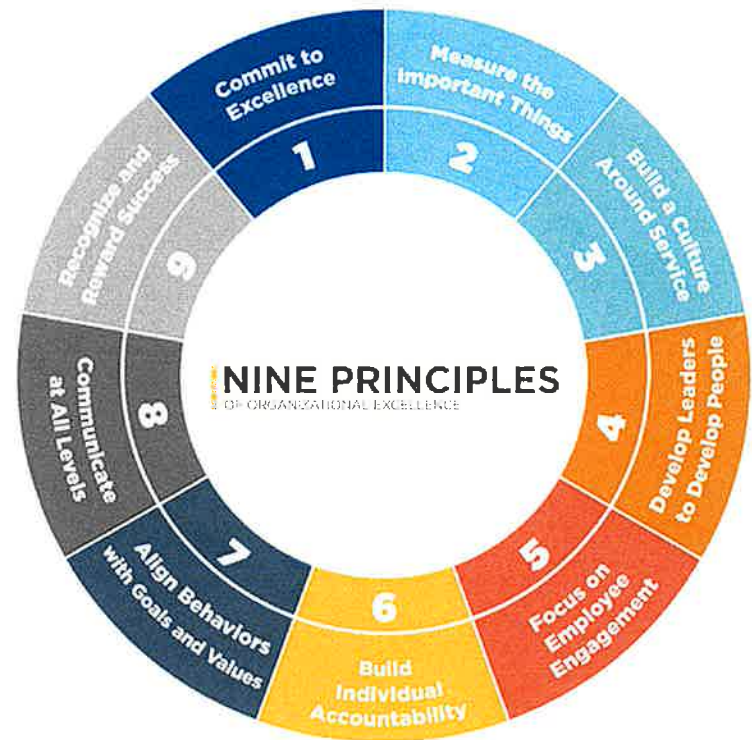 Commit to
Excellence
1
Measure the
Important Things
2
Build a Culture
Around Service
3
Develop Leaders
to Develop People
4
Focus on
Employee
Engagement
5
Build
Individual
Accountability
6
Align Behaviors
with Goals and Values
7
Communicate
at All Levels
8
Recognize and
Reward Success
9
NINE PRINCIPLES
OF ORGANIZATIONAL EXCELLENCE